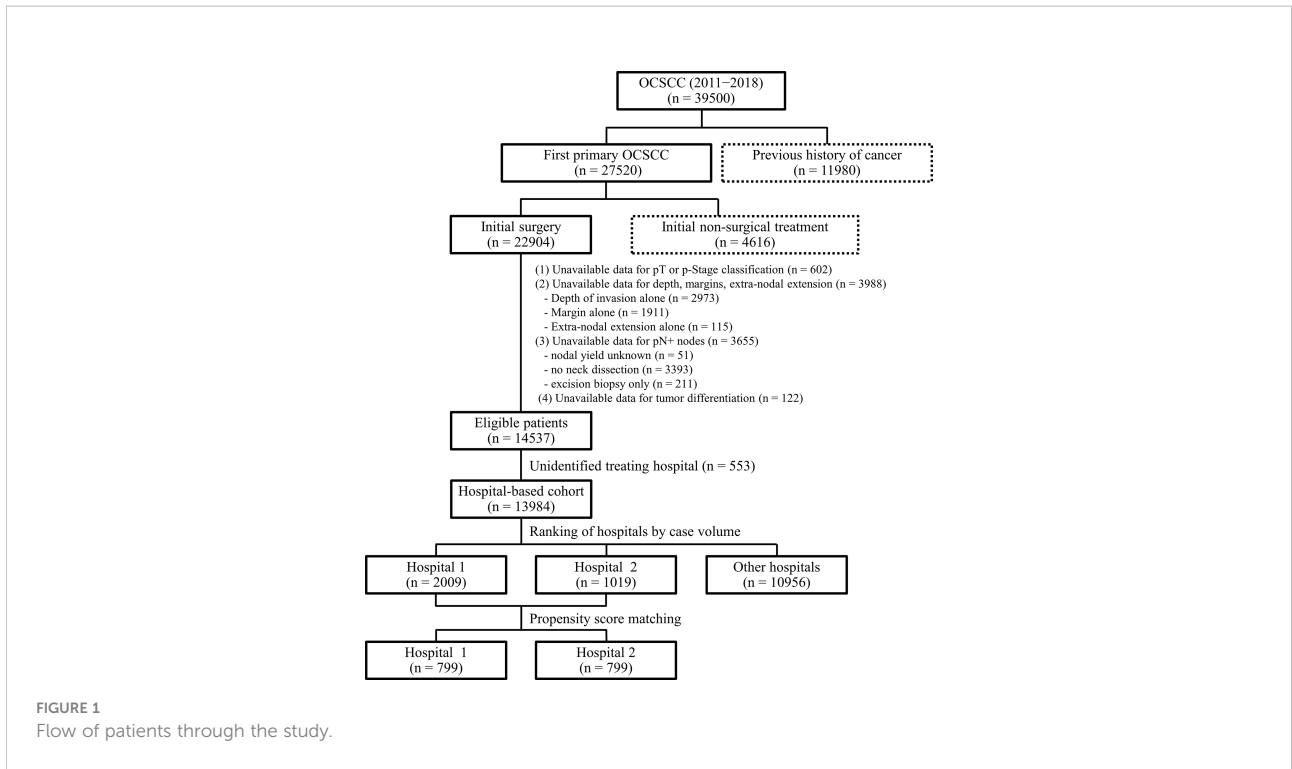 OCSCC (2011−2018)
(n = 39500)
First primary OCSCC
(n = 27520)
Previous history of cancer
(n = 11980)
Initial surgery
(n = 22904)
Initial non-surgical treatment
(n = 4616)
(1) Unavailable data for pT or p-Stage classification (n = 602)
(2) Unavailable data for depth, margins, extra-nodal extension (n = 3988)
- Depth of invasion alone (n = 2973)
- Margin alone (n = 1911)
- Extra-nodal extension alone (n = 115)
(3) Unavailable data for pN+ nodes (n = 3655)
- nodal yield unknown (n = 51)
- no neck dissection (n = 3393)
- excision biopsy only (n = 211)
(4) Unavailable data for tumor differentiation (n = 122)
Eligible patients
(n = 14537)
Unidentified treating hospital (n = 553)
Hospital-based cohort
(n = 13984)
Ranking of hospitals by case volume
Hospital 1
(n = 2009)
Hospital 2
(n = 1019)
Other hospitals
(n = 10956)
Propensity score matching
Hospital 1
(n = 799)
Hospital 2
(n = 799)
FIGURE 1
Flow of patients through the study.